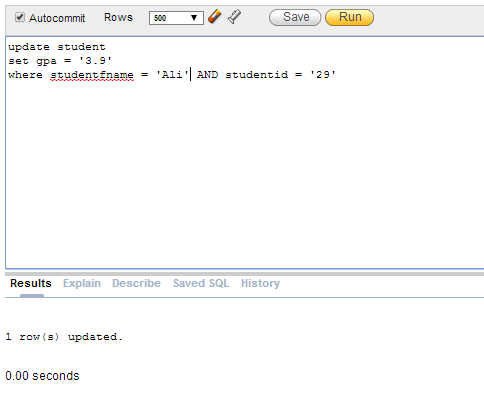 Autocommit Rows 500 Save Run
update student
set gpa = '3.9'
where studentfname = 'Ali' AND studentid = '29'
Results Explain Describe Saved SQL History
1 row(s) updated.
0.00 seconds